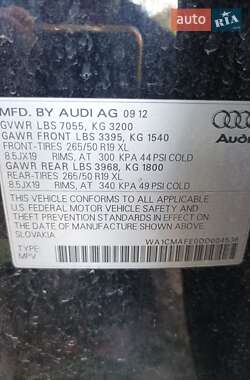 AUTO
RIA
MFD. BY AUDI AG 09 12
GVWR LBS 7055, KG 3200
GAWR FRONT LBS 3395, KG 1540
FRONT-TIRES 265/50 R19 XL
8.5JX19 RIMS, AT 300 KPA 44 PSI COLD
GAWR REAR LBS 3968, KG 1800
REAR-TIRES 265/50 R19 XL
8.5JX19 RIMS, AT 340 KPA 49 PSI COLD
Audi
THIS VEHICLE CONFORMS TO ALL APPLICABLE
U.S. FEDERAL MOTOR VEHICLE SAFETY AND
THEFT PREVENTION STANDARDS IN EFFECT ON
THE DATE OF MANUFACTURE SHOWN ABOVE.
SLOVAKIA
TYPE:
MPV